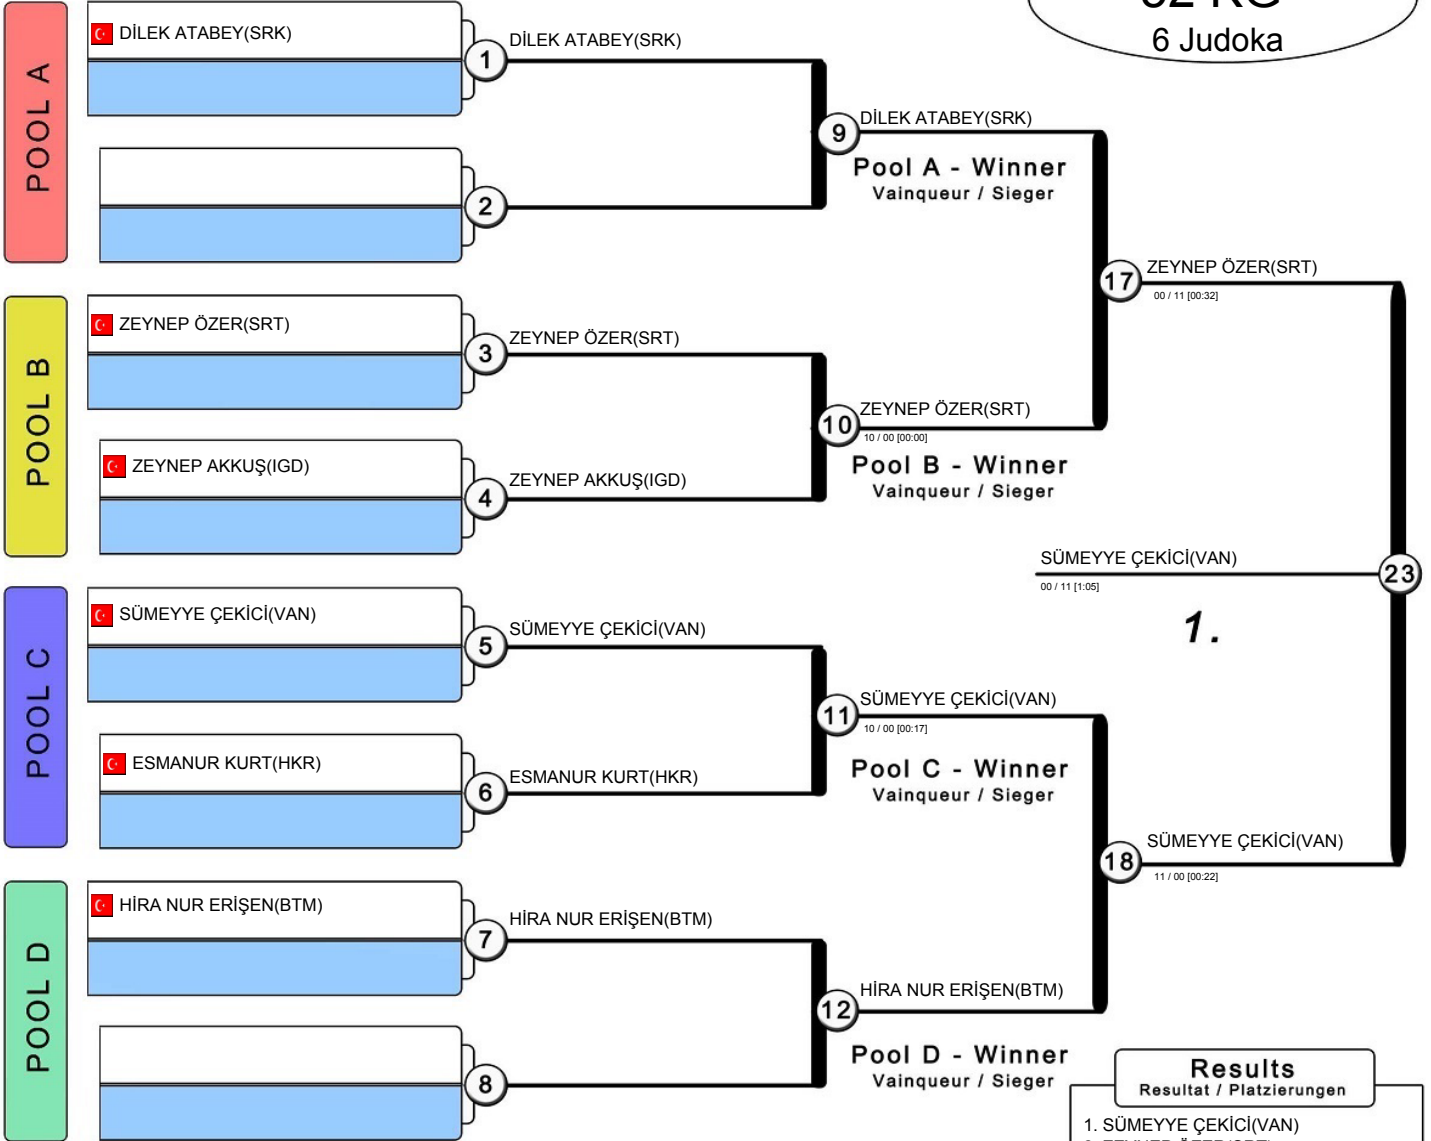 6 Judoka
POOL A
DİLEK ATABEY(SRK)
1
DİLEK ATABEY(SRK)
2
9
DİLEK ATABEY(SRK)
Pool A - Winner
Vainqueur / Sieger
POOL B
ZEYNEP ÖZER(SRT)
3
ZEYNEP ÖZER(SRT)
ZEYNEP AKKUŞ(IGD)
4
ZEYNEP AKKUŞ(IGD)
10
ZEYNEP ÖZER(SRT)
10 / 00 [00:00]
Pool B - Winner
Vainqueur / Sieger
17
ZEYNEP ÖZER(SRT)
00 / 11 [00:32]
POOL C
SÜMEYYE ÇEKİCİ(VAN)
5
SÜMEYYE ÇEKİCİ(VAN)
ESMANUR KURT(HKR)
6
ESMANUR KURT(HKR)
11
SÜMEYYE ÇEKİCİ(VAN)
10 / 00 [00:17]
Pool C - Winner
Vainqueur / Sieger
POOL D
HİRA NUR ERİŞEN(BTM)
7
HİRA NUR ERİŞEN(BTM)
8
12
HİRA NUR ERİŞEN(BTM)
Pool D - Winner
Vainqueur / Sieger
18
SÜMEYYE ÇEKİCİ(VAN)
11 / 00 [00:22]
SÜMEYYE ÇEKİCİ(VAN)
23
00 / 11 [1:05]
1.
Results
Resultat / Platzierungen
1. SÜMEYYE ÇEKİCİ(VAN)